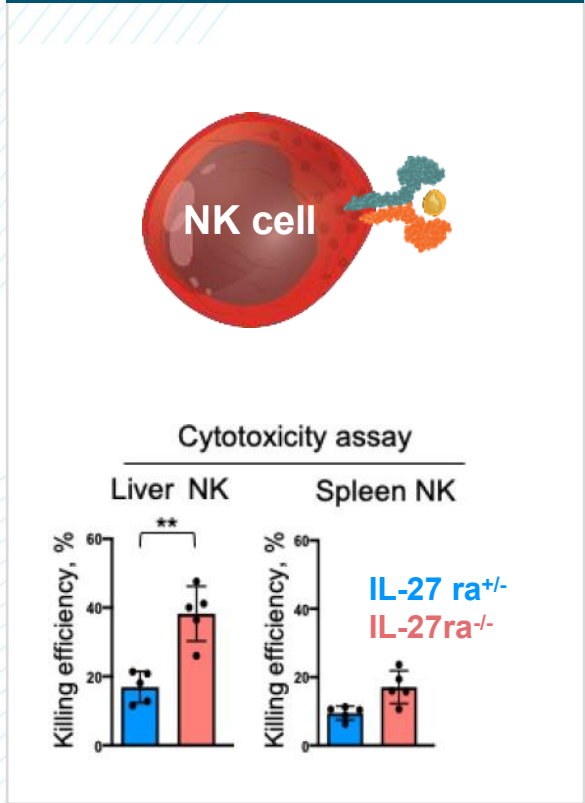 NK cell
Cytotoxicity assay
Liver NK
Spleen NK
Killing efficiency, %
60
40
20
0
**
Killing efficiency, %
60
40
20
0
IL-27 ra+/-
IL-27ra-/-